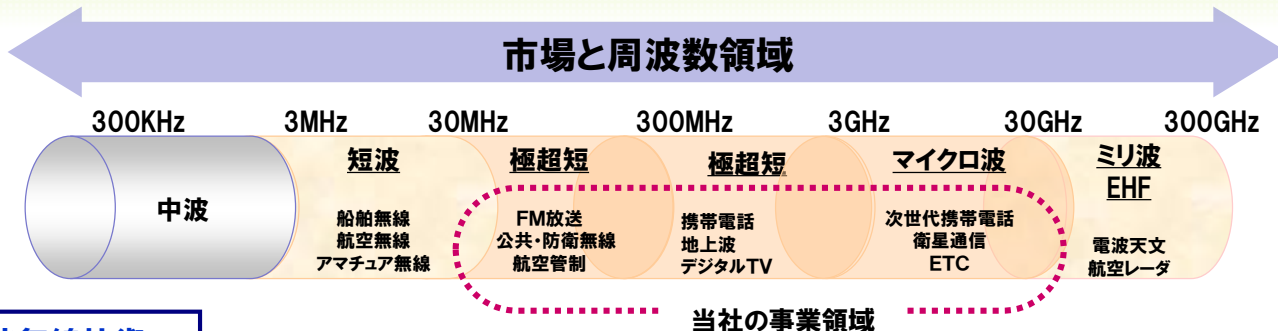 市場と周波数領域
300KHz 3MHz 30MHz 300MHz 3GHz 30GHz 300GHz
中波
短波
船舶無線
航空無線
アマチュア無線
極超短
FM放送
公共・防衛無線
航空管制
極超短
携帯電話
地上波
デジタルTV
マイクロ波
次世代携帯電話
衛星通信
ETC
ミリ波
EHF
電波天文
航空レーダ
当社の事業領域